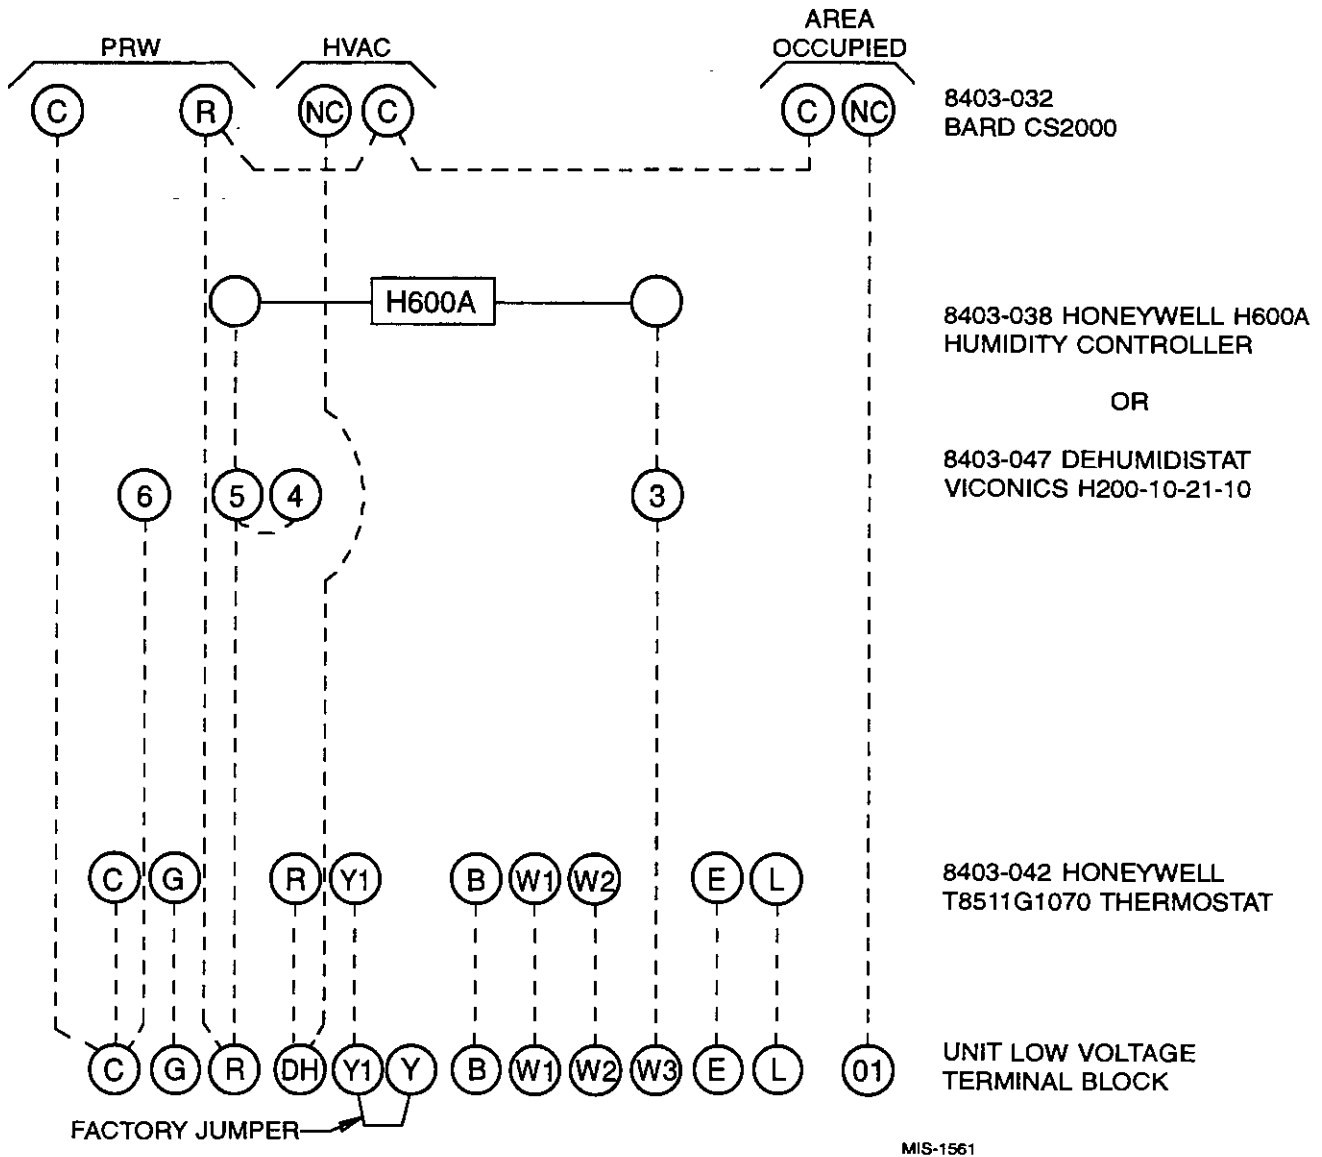 AREA
PRW HVAC OCCUPIED
C R NC C C NC
8403-032
BARD CS2000
H600A
8403-038 HONEYWELL H600A
HUMIDITY CONTROLLER
OR
8403-047 DEHUMIDISTAT
VICONICS H200-10-21-10
6 5 4 3
C G R Y1 B W1 W2 E L
8403-042 HONEYWELL
T8511G1070 THERMOSTAT
C G R DH Y1 Y B W1 W2 W3 E L 01
UNIT LOW VOLTAGE
TERMINAL BLOCK
FACTORY JUMPER
MIS-1561